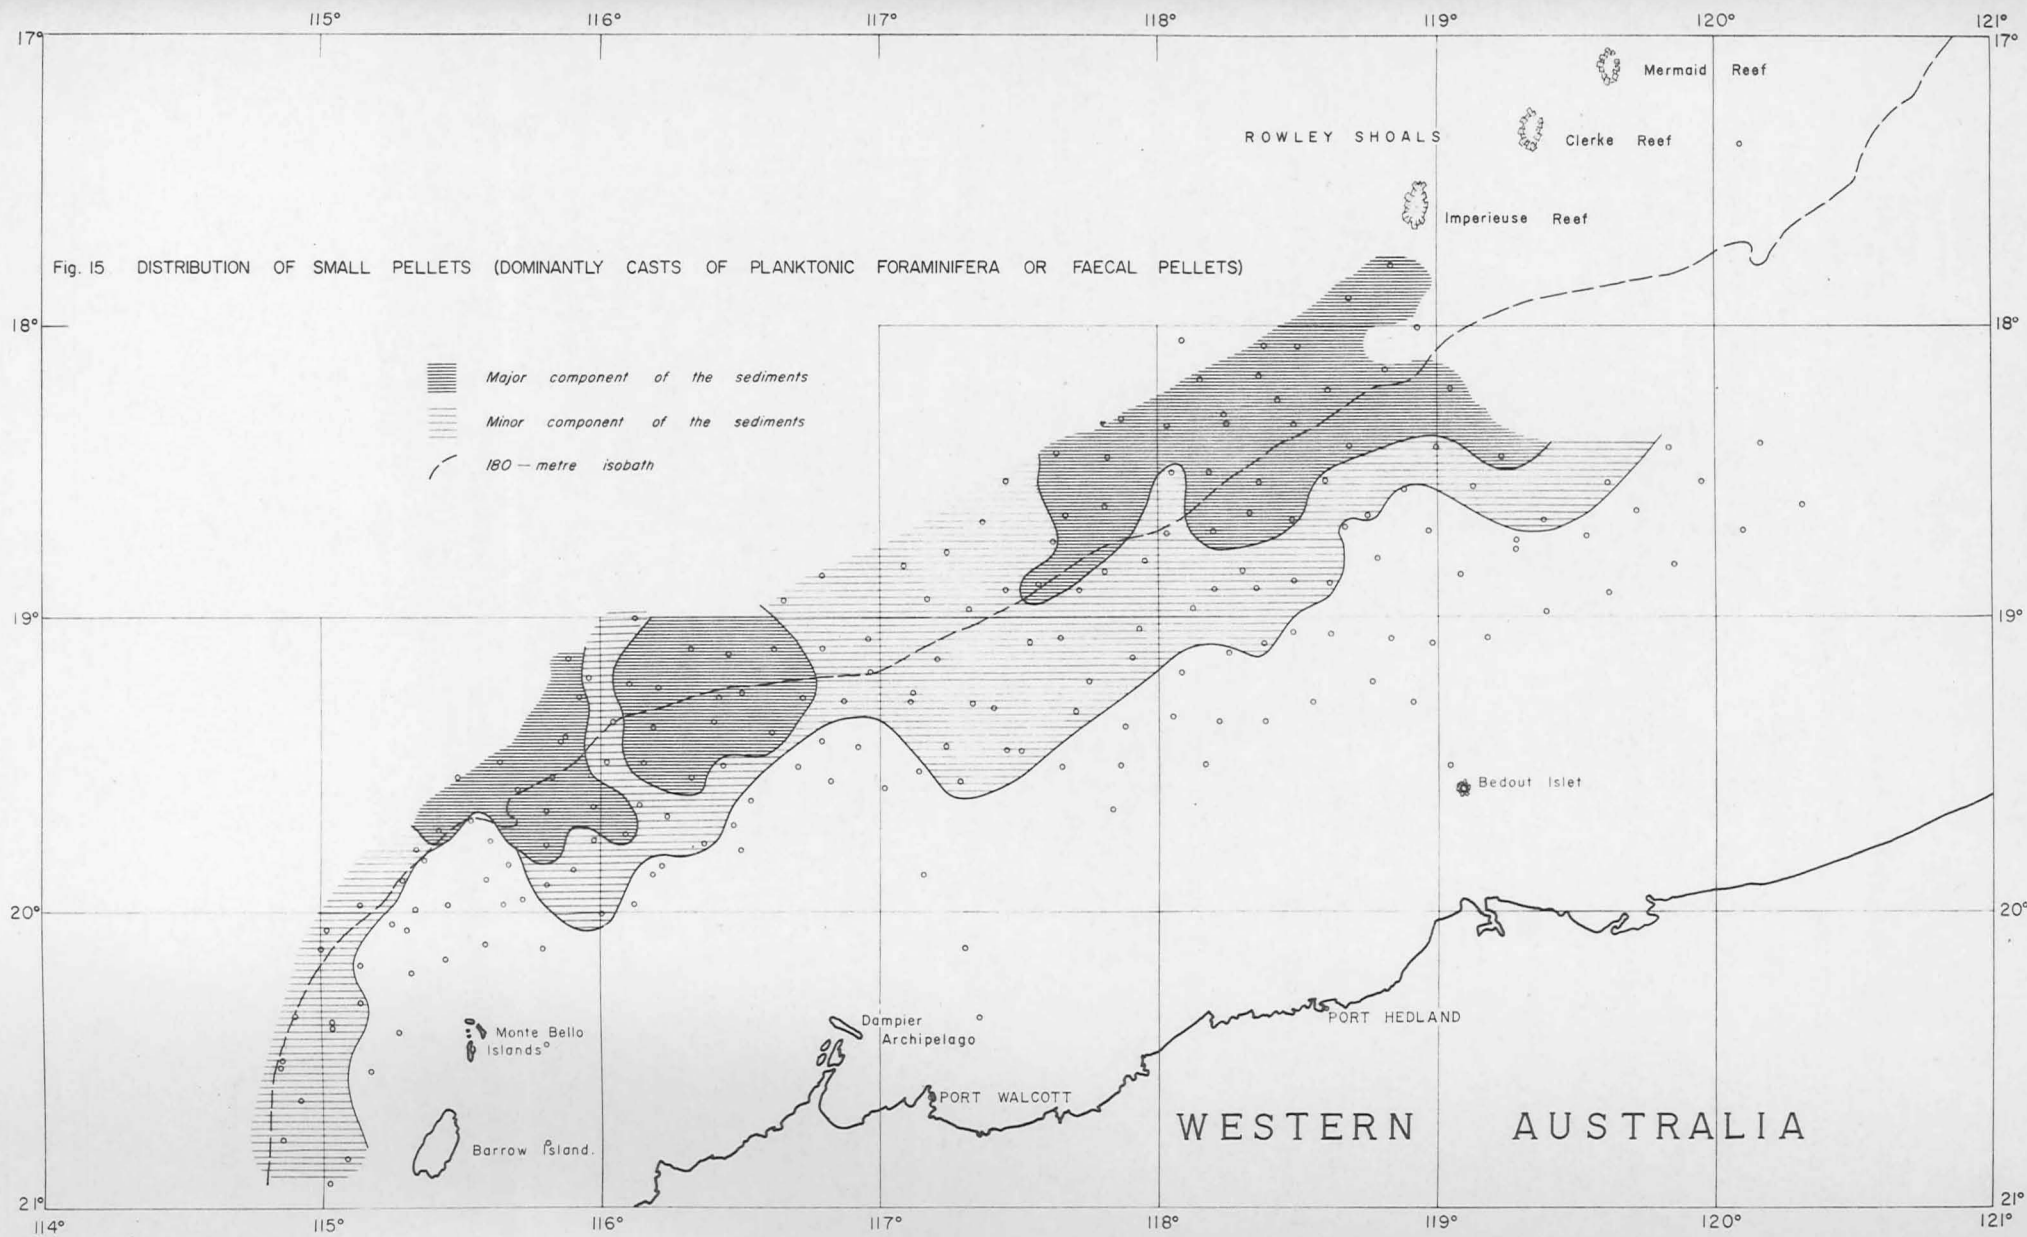 115° 116° 117° 118° 119° 120° 121°
17° 17°
Mermaid Reef
ROWLEY SHOALS Clerke Reef
Imperieuse Reef
Fig. 15 DISTRIBUTION OF SMALL PELLETS (DOMINANTLY CASTS OF PLANKTONIC FORAMINIFERA OR FAECAL PELLETS)
18° 18°
Major component of the sediments
Minor component of the sediments
180 — metre isobath
19° 19°
Bedout Islet
20° 20°
Dampier
Archipelago
PORT HEDLAND
Monte Bello
Islands
PORT WALCOTT
WESTERN AUSTRALIA
Barrow Island.
21° 21°
114° 115° 116° 117° 118° 119° 120° 121°